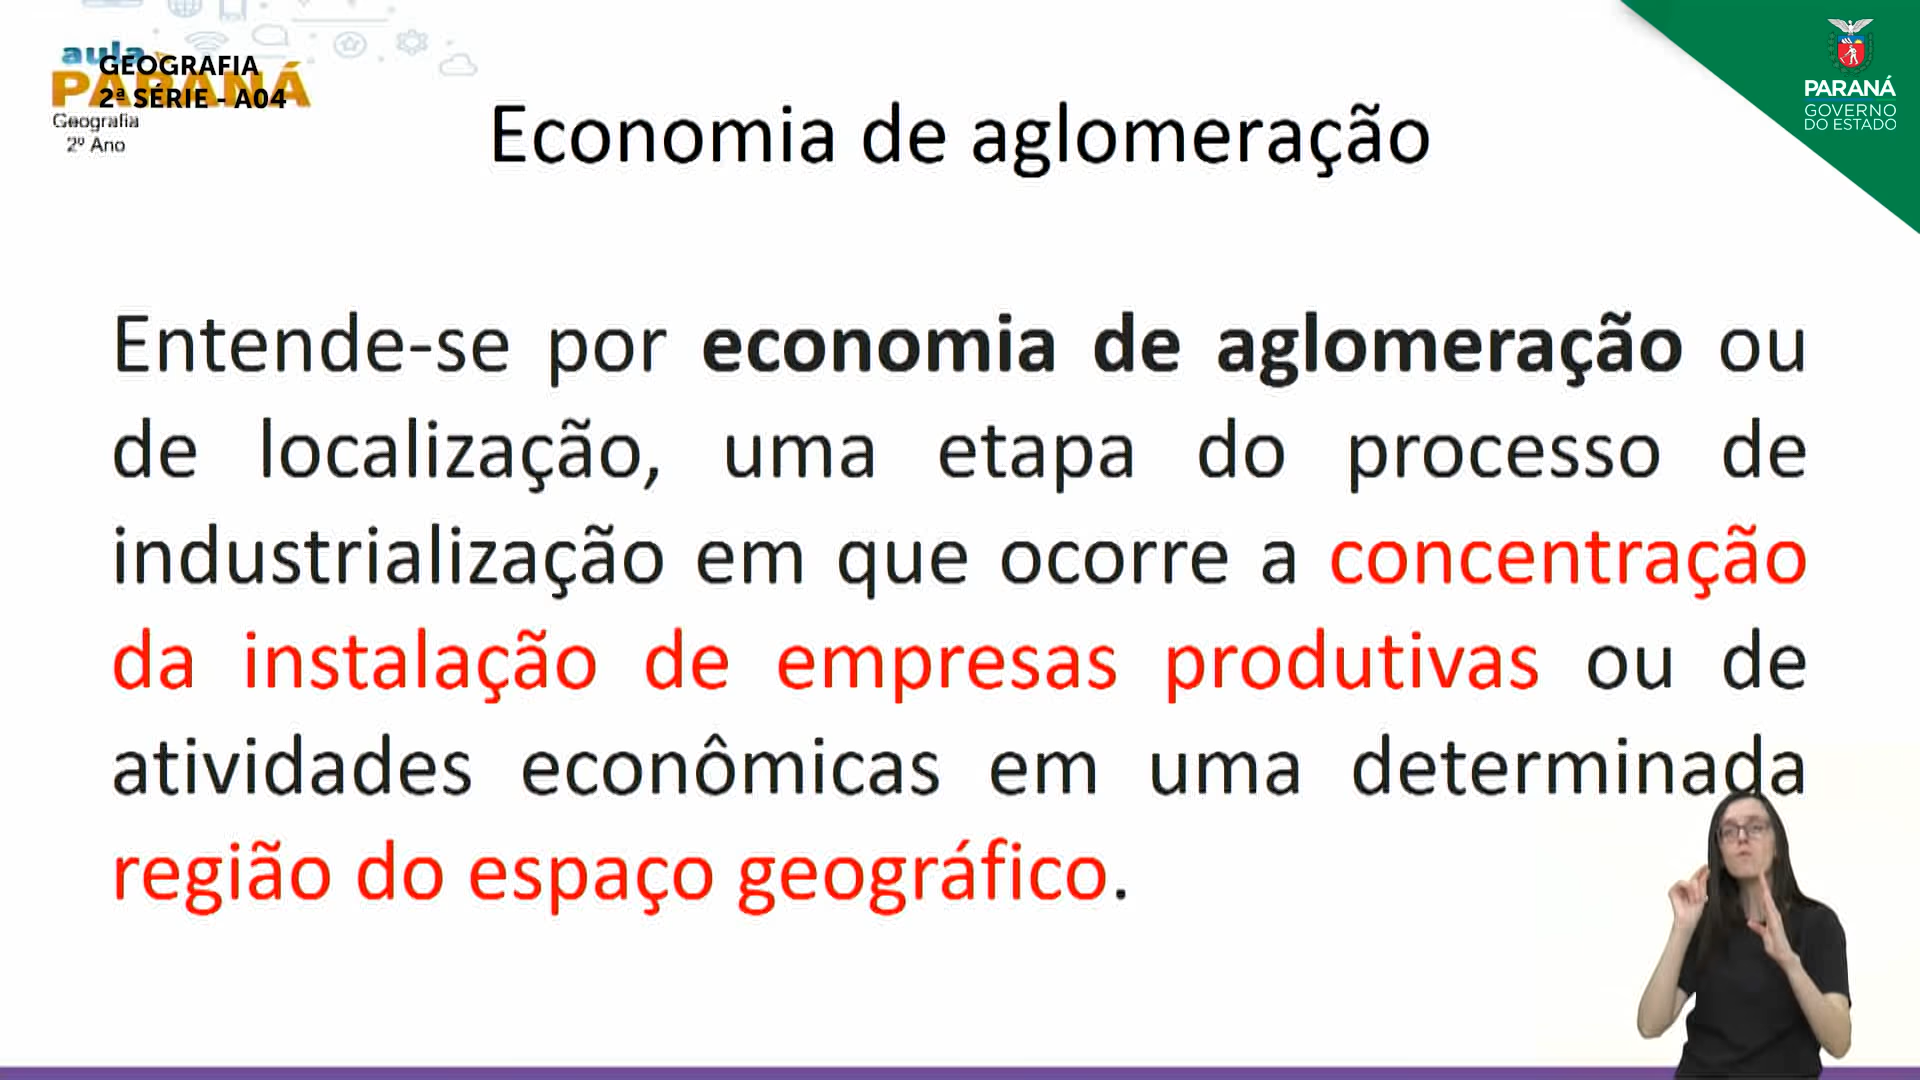 aula
PARANÁ
GEOGRAFIA
2ª SÉRIE - A04
Geografia
2º Ano
PARANÁ
GOVERNO
DO ESTADO
Economia de aglomeração
Entende-se por economia de aglomeração ou
de localização, uma etapa do processo de
industrialização em que ocorre a concentração
da instalação de empresas produtivas ou de
atividades econômicas em uma determinada
região do espaço geográfico.